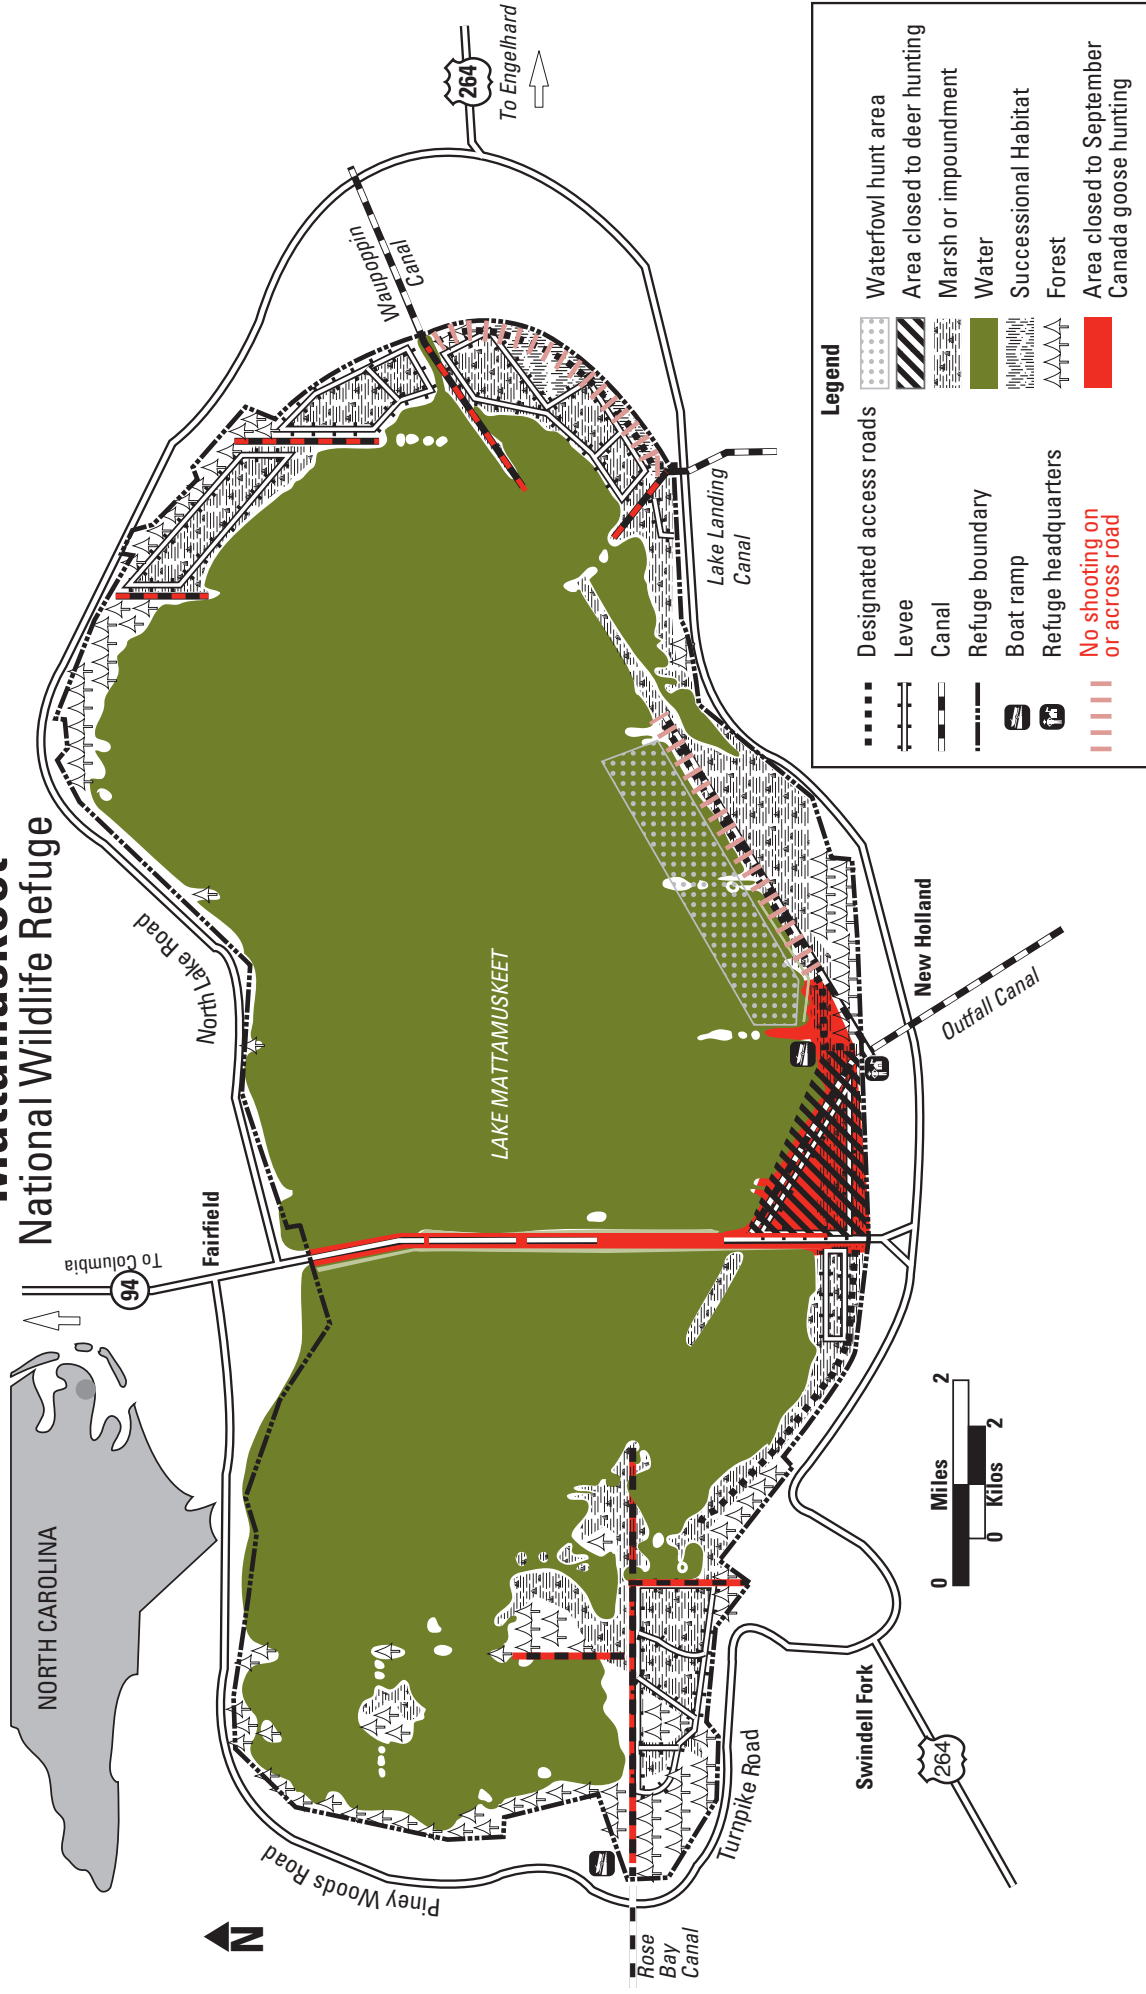 Mattamuskeet
National Wildlife Refuge
NORTH CAROLINA
N
To Columbia
94
Fairfield
North Lake Road
Piney Woods Road
LAKE MATTAMUSKEET
Waupoppin
Canal
264
To Engelhard
Lake Landing
Canal
New Holland
Outfall Canal
Rose
Bay
Canal
Turnpike Road
Swindell Fork
264
0 Miles 2
0 Kilos 2
Legend
Designated access roads
Levee
Canal
Refuge boundary
Boat ramp
Refuge headquarters
No shooting on
or across road
Waterfowl hunt area
Area closed to deer hunting
Marsh or impoundment
Water
Successional Habitat
Forest
Area closed to September
Canada goose hunting